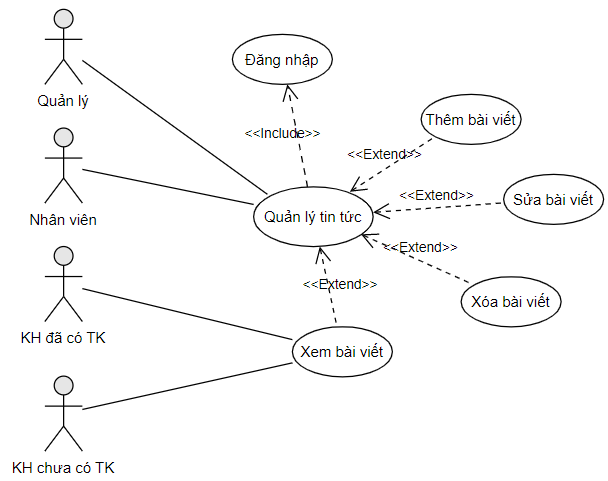 Quản lý
Đăng nhập
<<Include>>
Thêm bài viết
<<Extend>>
Nhân viên
Quản lý tin tức
<<Extend>>
Sửa bài viết
<<Extend>>
KH đã có TK
<<Extend>>
Xóa bài viết
Xem bài viết
KH chưa có TK